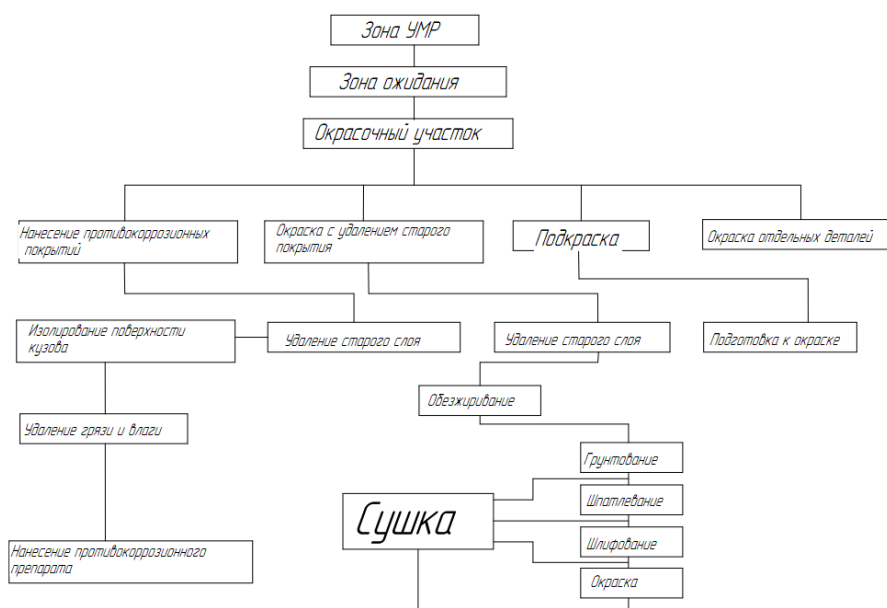 Зона УМР
Зона ожидания
Окрасочный участок
Нанесение противокоррозионных
покрытий
Окраска с удалением старого
покрытия
Подкраска
Окраска отдельных деталей
Изолирование поверхности
кузова
Удаление старого слоя
Удаление старого слоя
Подготовка к окраске
Обезжиривание
Удаление грязи и влаги
Грунтование
Шпатлевание
Сушка
Шлифование
Нанесение противокоррозионного
препарата
Окраска